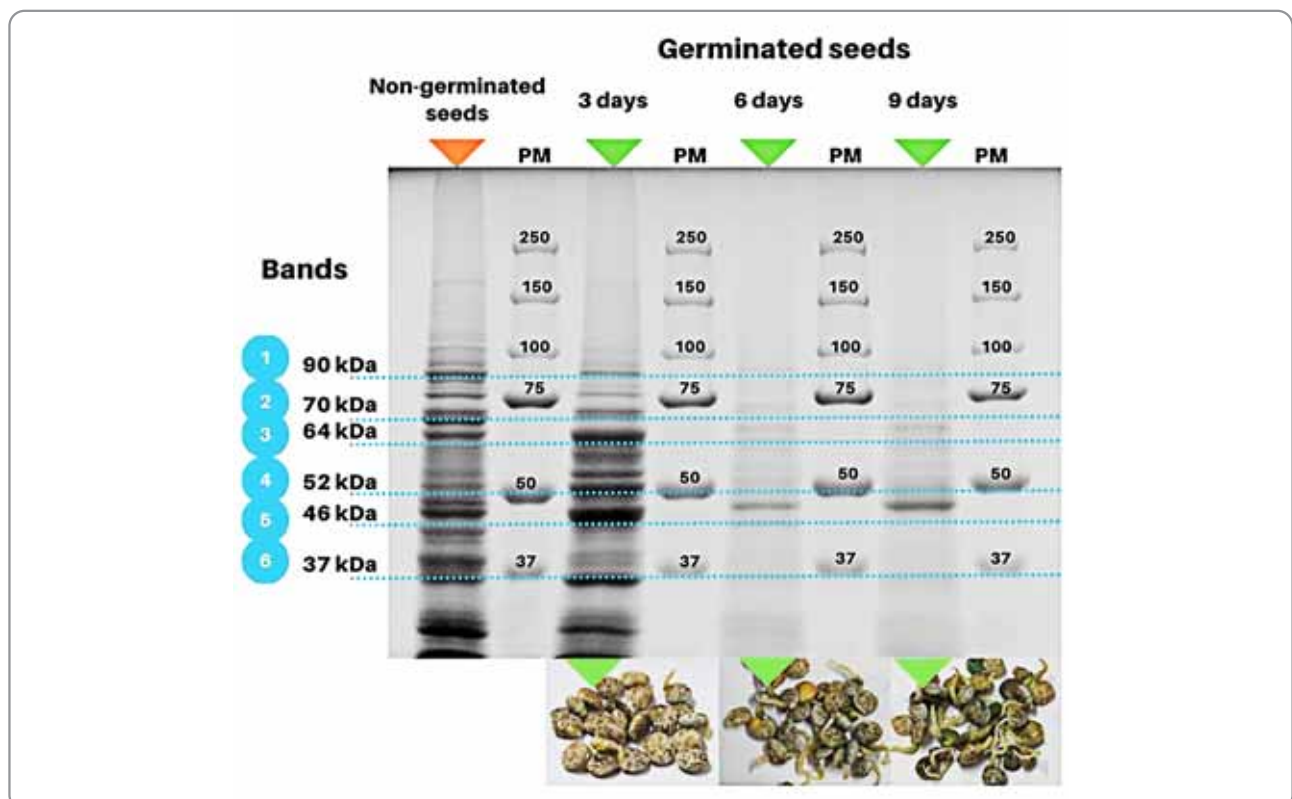 Germinated seeds
Non-germinated
seeds
3 days
6 days
9 days
PM
PM
PM
PM
Bands
250
250
250
250
150
150
150
150
100
100
100
100
1
90 kDa
75
75
75
75
2
70 kDa
3
64 kDa
4
52 kDa
50
50
50
50
5
46 kDa
6
37 kDa
37
37
37
37